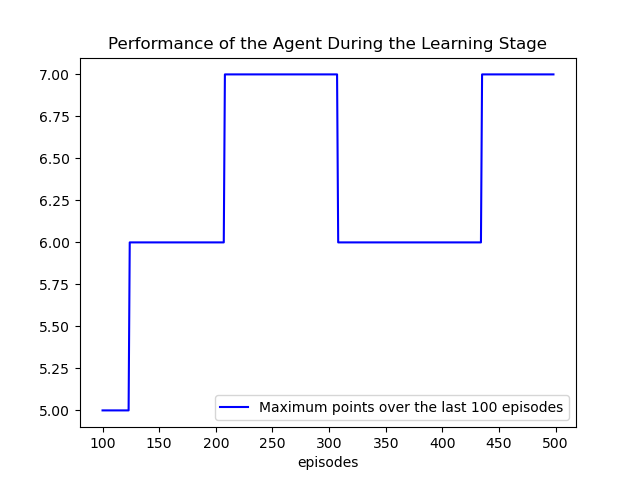 Performance of the Agent During the Learning Stage
7.00
6.75
6.50
6.25
6.00
5.75
5.50
5.25
5.00
Maximum points over the last 100 episodes
100 150 200 250 300 350 400 450 500
episodes